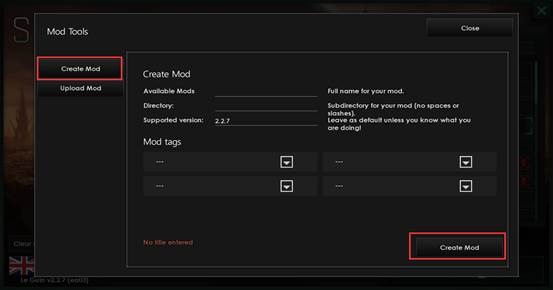 S
Mod Tools
Close
Create Mod
Upload Mod
Create Mod
Available Mods
Full name for your mod.
Directory:
Subdirectory for your mod (no spaces or slashes).
Supported version:
2.2.7
Leave as default unless you know what you are doing!
Mod tags
---
---
---
---
No title entered
Create Mod
Clear
Le Guin v2.2.7 (ea03)